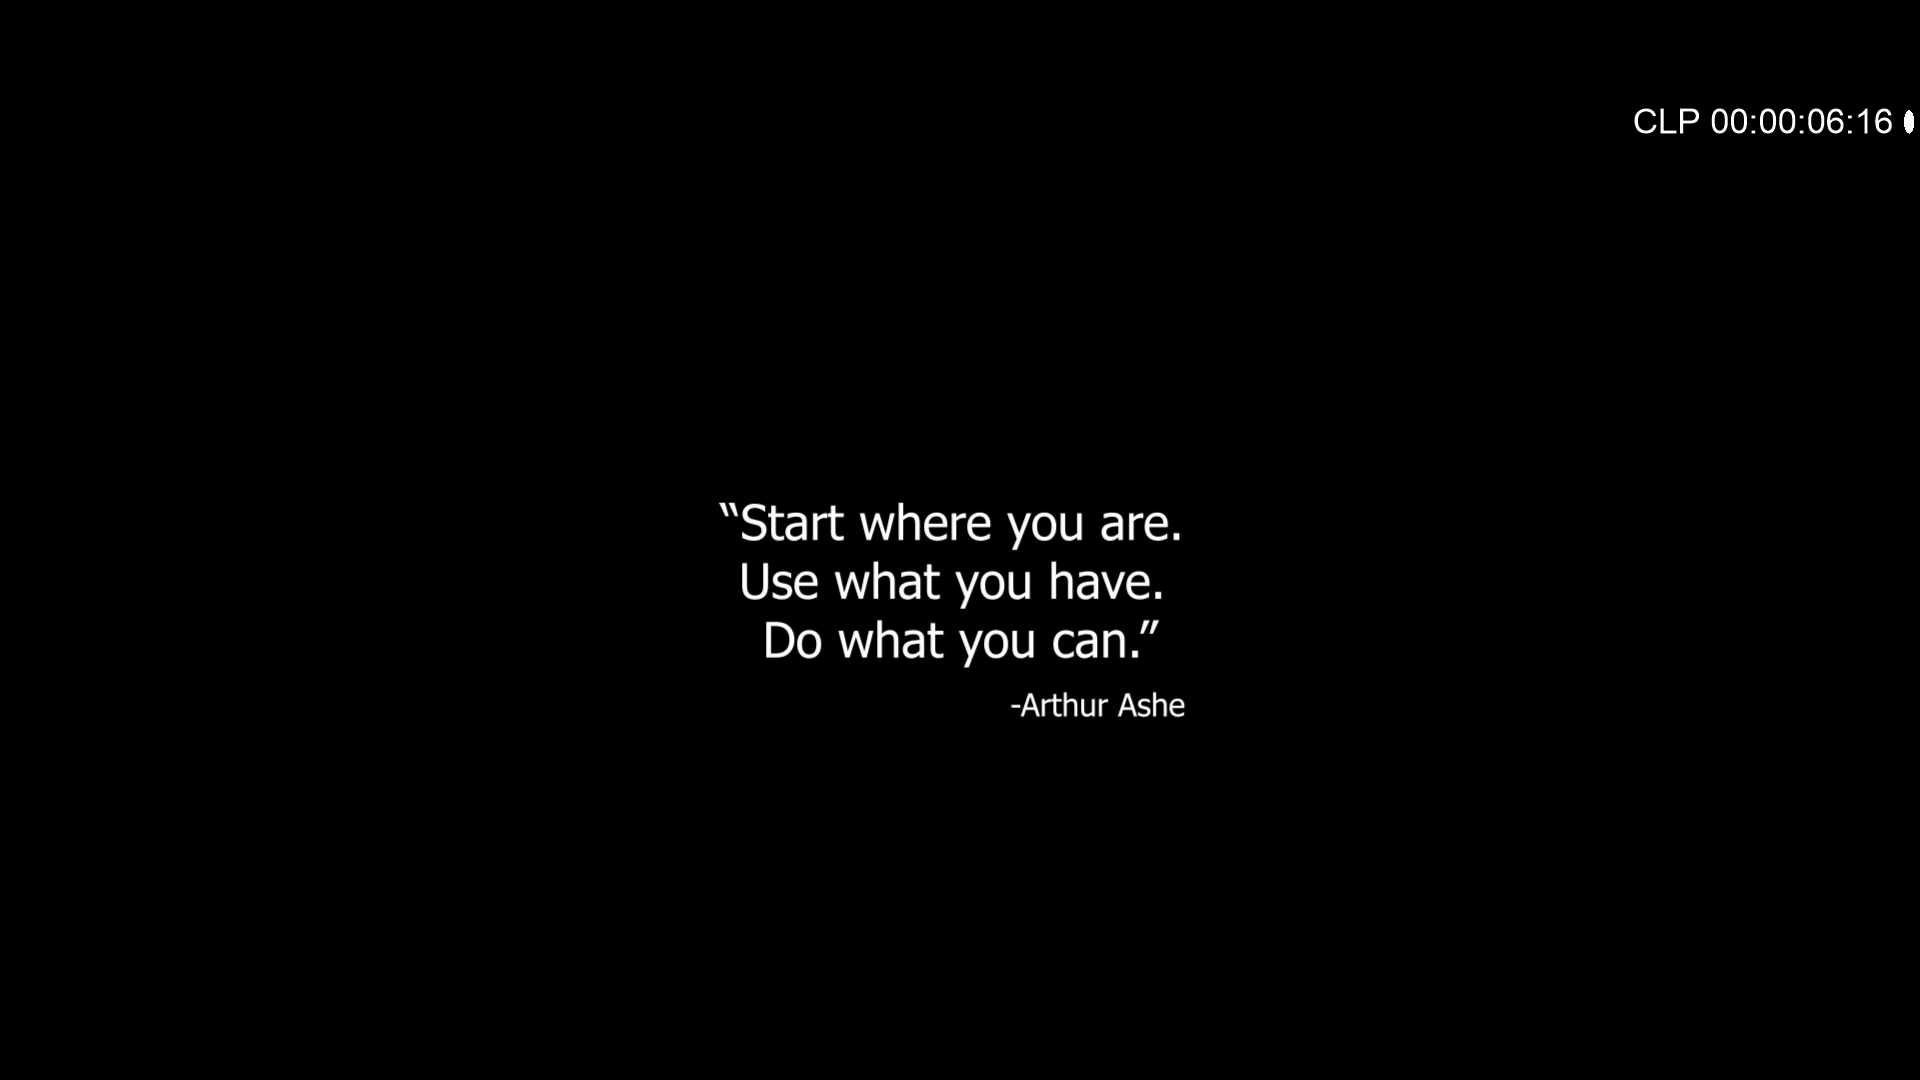 CLP 00:00:06:16
“Start where you are.
Use what you have.
Do what you can.”
-Arthur Ashe